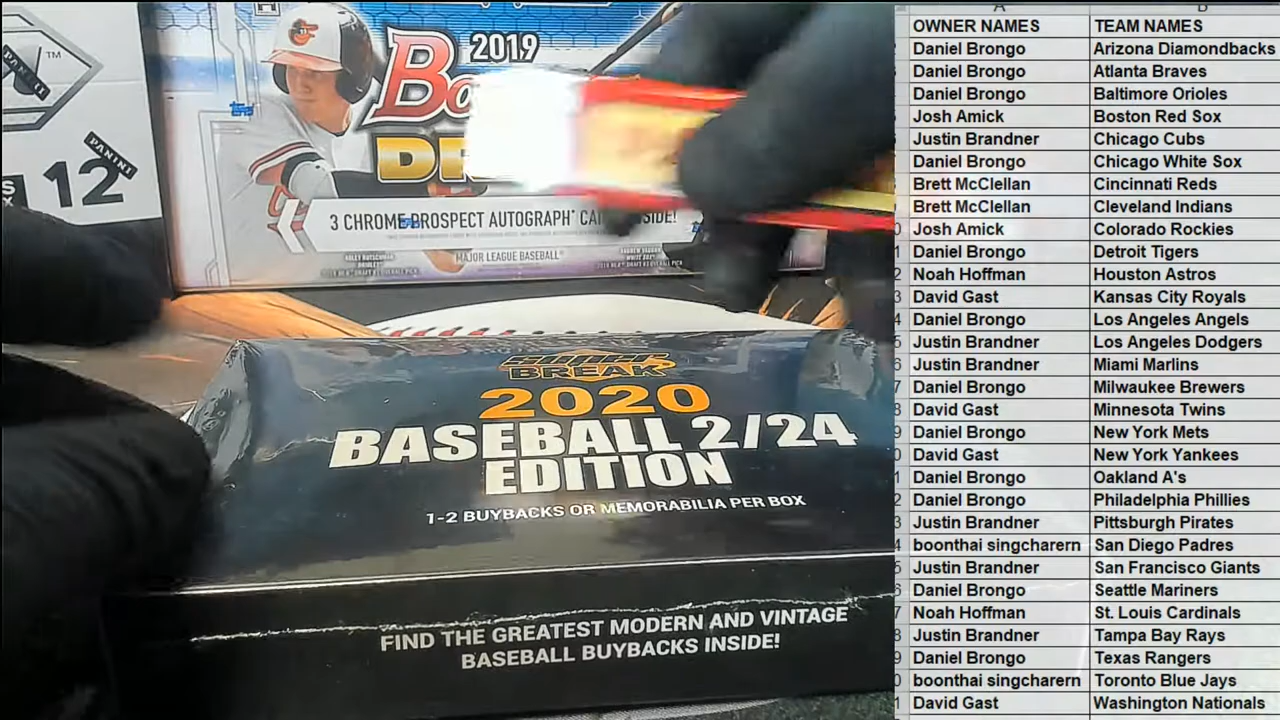 2019
TM
PANINI
12
PANINI
topps
3 CHROME PROSPECT AUTOGRAPH
MAJOR LEAGUE BASEBALL
SUPER
BREAK
2020
BASEBALL 2/24
EDITION
1-2 BUYBACKS OR MEMORABILIA PER BOX
FIND THE GREATEST MODERN AND VINTAGE
BASEBALL BUYBACKS INSIDE!
A B
OWNER NAMES TEAM NAMES
Daniel Brongo Arizona Diamondbacks
Daniel Brongo Atlanta Braves
Daniel Brongo Baltimore Orioles
Josh Amick Boston Red Sox
Justin Brandner Chicago Cubs
Daniel Brongo Chicago White Sox
Brett McClellan Cincinnati Reds
Brett McClellan Cleveland Indians
Josh Amick Colorado Rockies
Daniel Brongo Detroit Tigers
Noah Hoffman Houston Astros
David Gast Kansas City Royals
Daniel Brongo Los Angeles Angels
Justin Brandner Los Angeles Dodgers
Justin Brandner Miami Marlins
Daniel Brongo Milwaukee Brewers
David Gast Minnesota Twins
Daniel Brongo New York Mets
David Gast New York Yankees
Daniel Brongo Oakland A's
Daniel Brongo Philadelphia Phillies
Justin Brandner Pittsburgh Pirates
boonthai singcharern San Diego Padres
Justin Brandner San Francisco Giants
Daniel Brongo Seattle Mariners
Noah Hoffman St. Louis Cardinals
Justin Brandner Tampa Bay Rays
Daniel Brongo Texas Rangers
boonthai singcharern Toronto Blue Jays
David Gast Washington Nationals